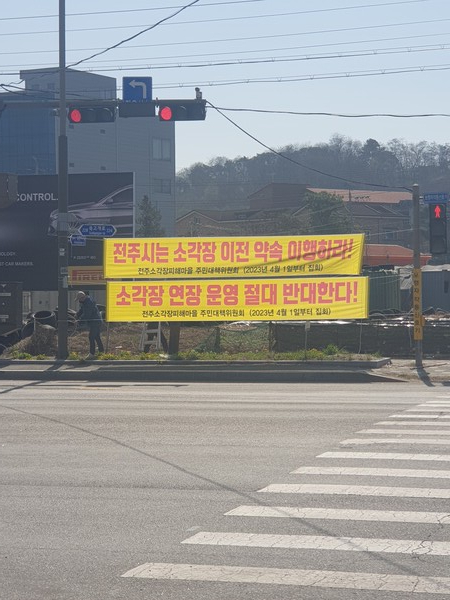 CONTROL.
전주시는 소각장 이전 약속 이행하라!
전주소각장피해마을 주민대책위원회 (2023년 4월 1일부터 집회)
소각장 연장 운영 절대 반대한다!
전주소각장피해마을 주민대책위원회 (2023년 4월 1일부터 집회)